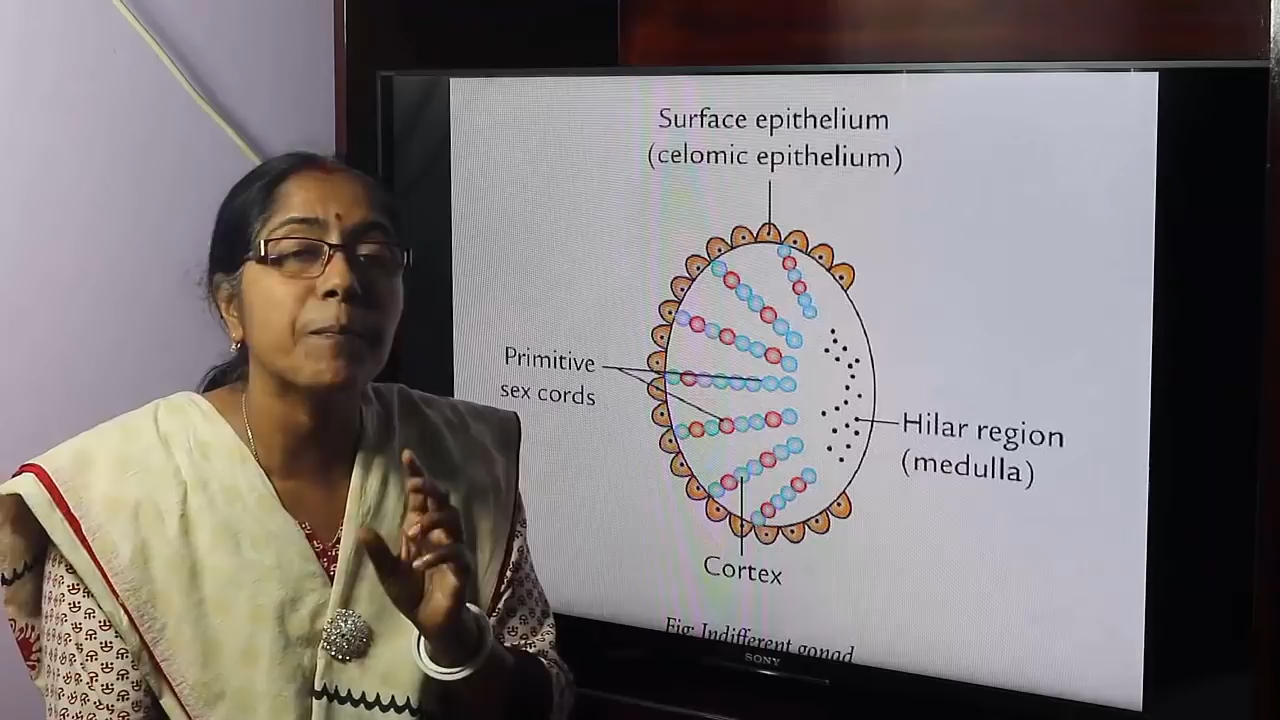 Surface epithelium
(celomic epithelium)
Primitive
sex cords
Hilar region
(medulla)
Cortex
Fig: Indifferent gonad
SONY